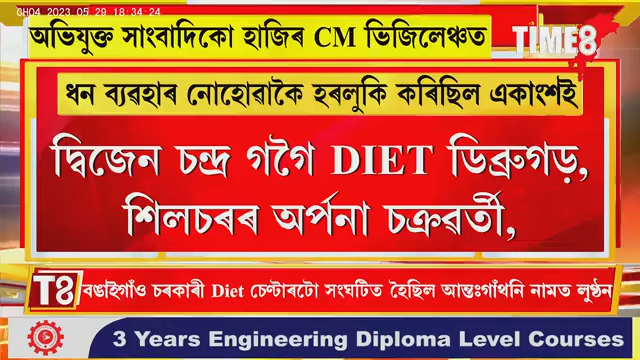 CH04 2023.05.29 18:34:24
অভিযুক্ত সাংবাদিকো হাজিৰ CM ভিজিলেঞ্চত
TIME8
ধন ব্যৱহাৰ নোহোৱাকৈ হৰলুকি কৰিছিল একাংশই
দ্বিজেন চন্দ্ৰ গগৈ DIET ডিব্ৰুগড়,
শিলচৰৰ অৰ্পনা চক্ৰৱৰ্তী,
T8 বঙাইগাঁও চৰকাৰী Diet চেণ্টাৰটো সংঘটিত হৈছিল আন্তঃগাঁথনি নামত লুণ্ঠন
3 Years Engineering Diploma Level Courses